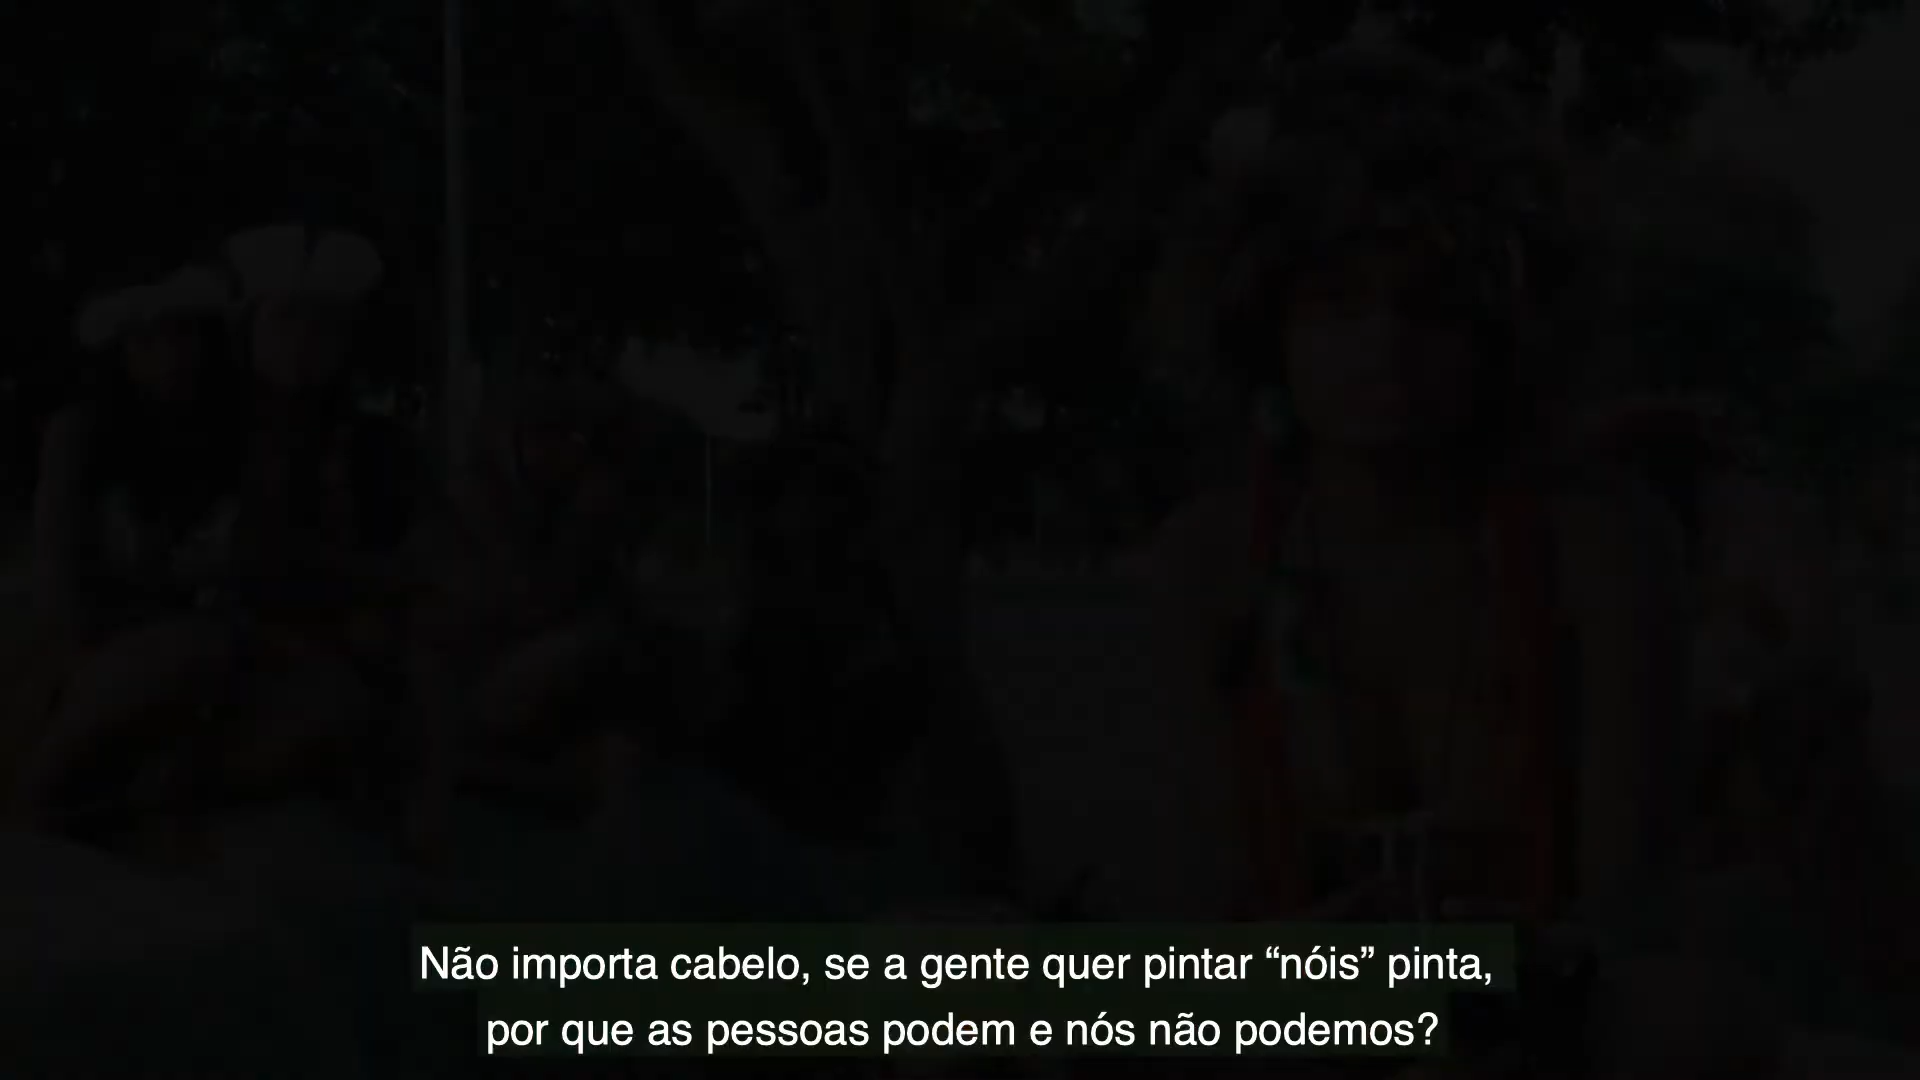 Não importa cabelo, se a gente quer pintar “nóis” pinta,
por que as pessoas podem e nós não podemos?